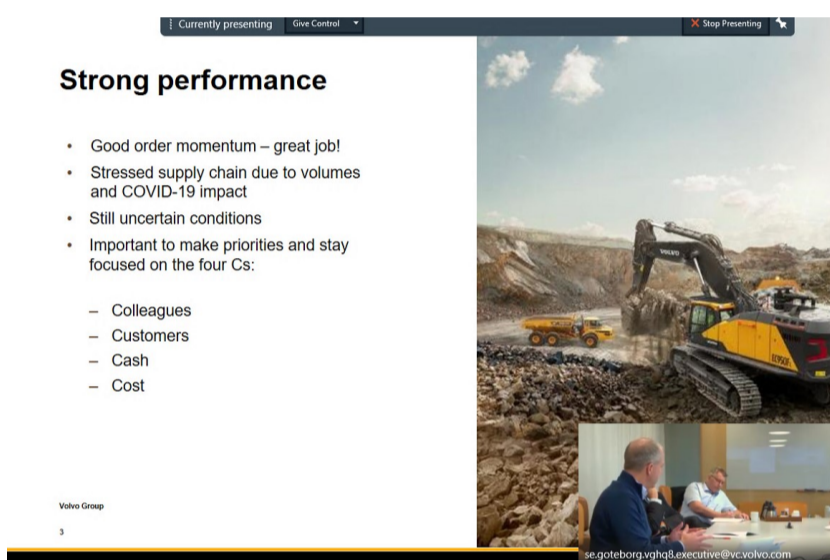 Currently presenting
Give Control
Stop Presenting
Strong performance
• Good order momentum – great job!
• Stressed supply chain due to volumes
and COVID-19 impact
• Still uncertain conditions
• Important to make priorities and stay
focused on the four Cs:
– Colleagues
– Customers
– Cash
– Cost
VOLVO
EC950F
Volvo Group
3
se.goteborg.vghq8.executive@vc.volvo.com